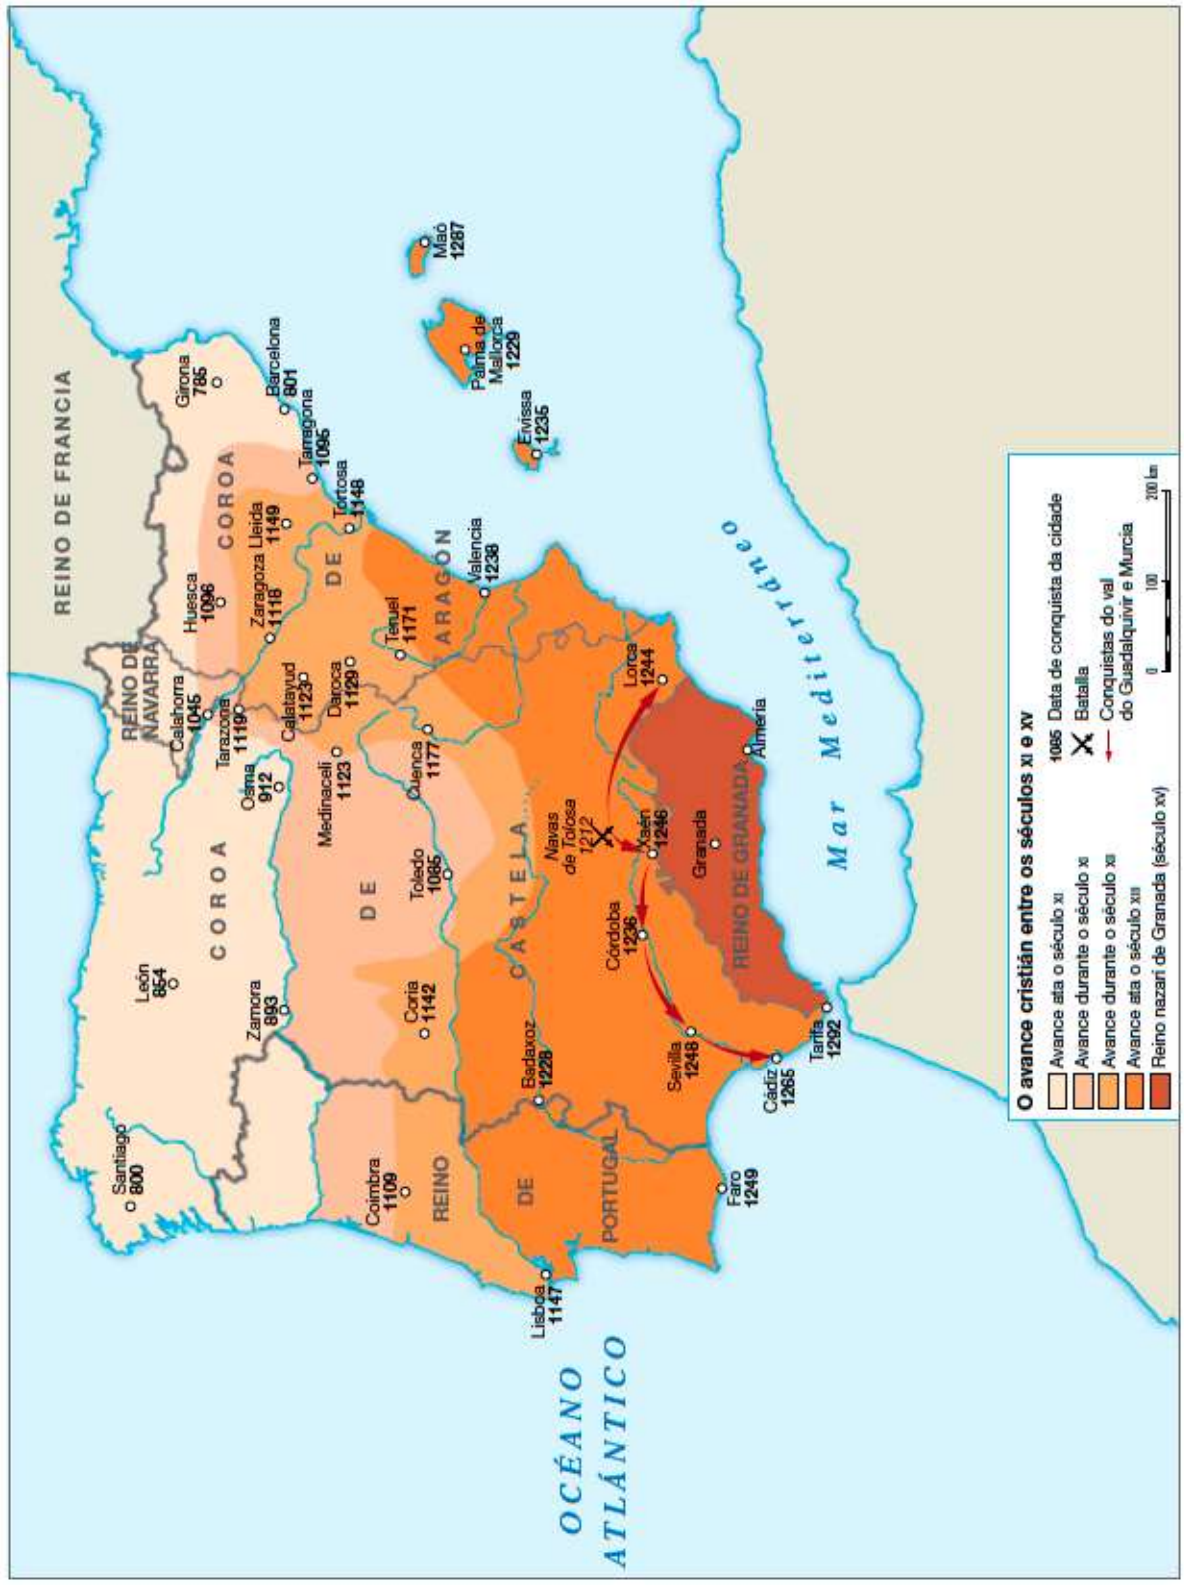 REINO DE FRANCIA
REINO DE
NAVARRA
COROA
DE
ARAGÓN
COROA
DE
CASTELA
REINO
DE
PORTUGAL
REINO DE GRANADA
OCÉANO
ATLÁNTICO
Mar Mediterráneo
Santiago
800
León
854
Zamora
893
Osma
912
Calahorra
1045
Tarazona
1119
Huesca
1096
Zaragoza
1118
Lleida
1149
Girona
785
Barcelona
801
Tarragona
1095
Tortosa
1148
Calatayud
1123
Daroca
1129
Medinaceli
1123
Teruel
1171
Cuenca
1177
Toledo
1085
Coria
1142
Coimbra
1109
Lisboa
1147
Badaxoz
1228
Valencia
1238
Eivissa
1235
Palma de
Mallorca
1229
Maó
1287
Navas
de Tolosa
1212
Lorca
1244
Xaén
1246
Córdoba
1236
Sevilla
1248
Cádiz
1265
Tarifa
1292
Faro
1249
Granada
Almería
O avance cristián entre os séculos XI e XV
Avance ata o século XI
Avance durante o século XI
Avance durante o século XII
Avance ata o século XIII
Reino nazarí de Granada (século XV)
1085 Data de conquista da cidade
Batalla
Conquistas do val
do Guadalquivir e Murcia
0 100 200 km